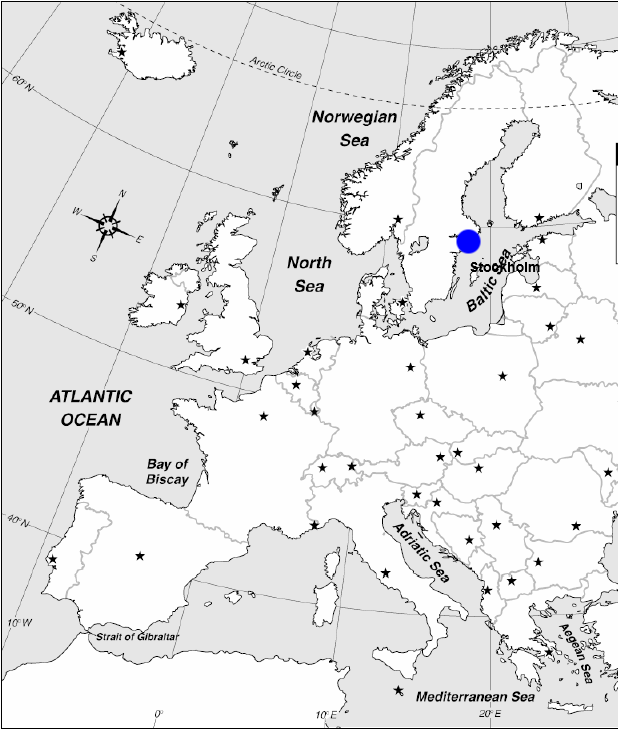 Arctic Circle
60°N
Norwegian
Sea
N
W
E
S
North
Sea
Stockholm
Baltic Sea
50°N
ATLANTIC
OCEAN
Bay of
Biscay
40°N
Adriatic Sea
10°W
Strait of Gibraltar
Aegean Sea
Mediterranean Sea
0°
10°E
20°E